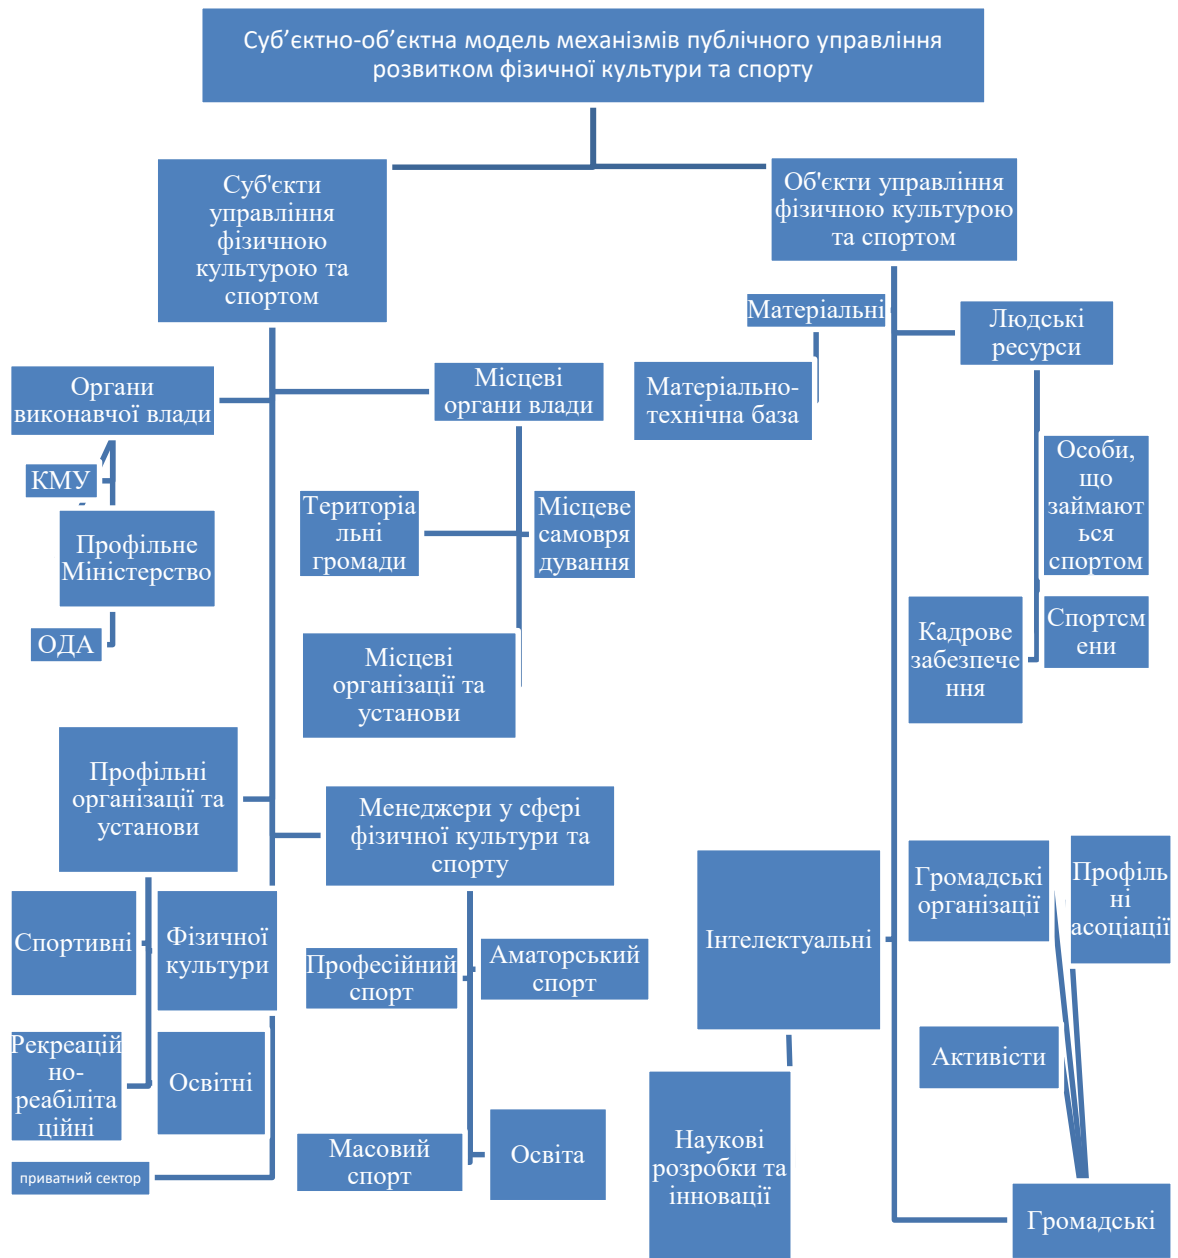 Суб’єктно-об’єктна модель механізмів публічного управління
розвитком фізичної культури та спорту
Суб'єкти
управління
фізичною
культурою та
спортом
Об'єкти управління
фізичною культурою
та спортом
Матеріальні
Людські
ресурси
Органи
виконавчої влади
Місцеві
органи влади
Матеріально-
технічна база
КМУ
Особи,
що
займают
ься
спортом
Територіа
льні
громади
Місцеве
самовря
дування
Профільне
Міністерство
ОДА
Місцеві
організації та
установи
Кадрове
забезпече
ння
Спортсм
ени
Профільні
організації та
установи
Менеджери у сфері
фізичної культури та
спорту
Інтелектуальні
Громадські
організації
Профіль
ні
асоціації
Спортивні
Фізичної
культури
Професійний
спорт
Аматорський
спорт
Рекреацій
но-
реабіліта
ційні
Освітні
Активісти
Масовий
спорт
Освіта
Наукові
розробки та
інновації
приватний сектор
Громадські